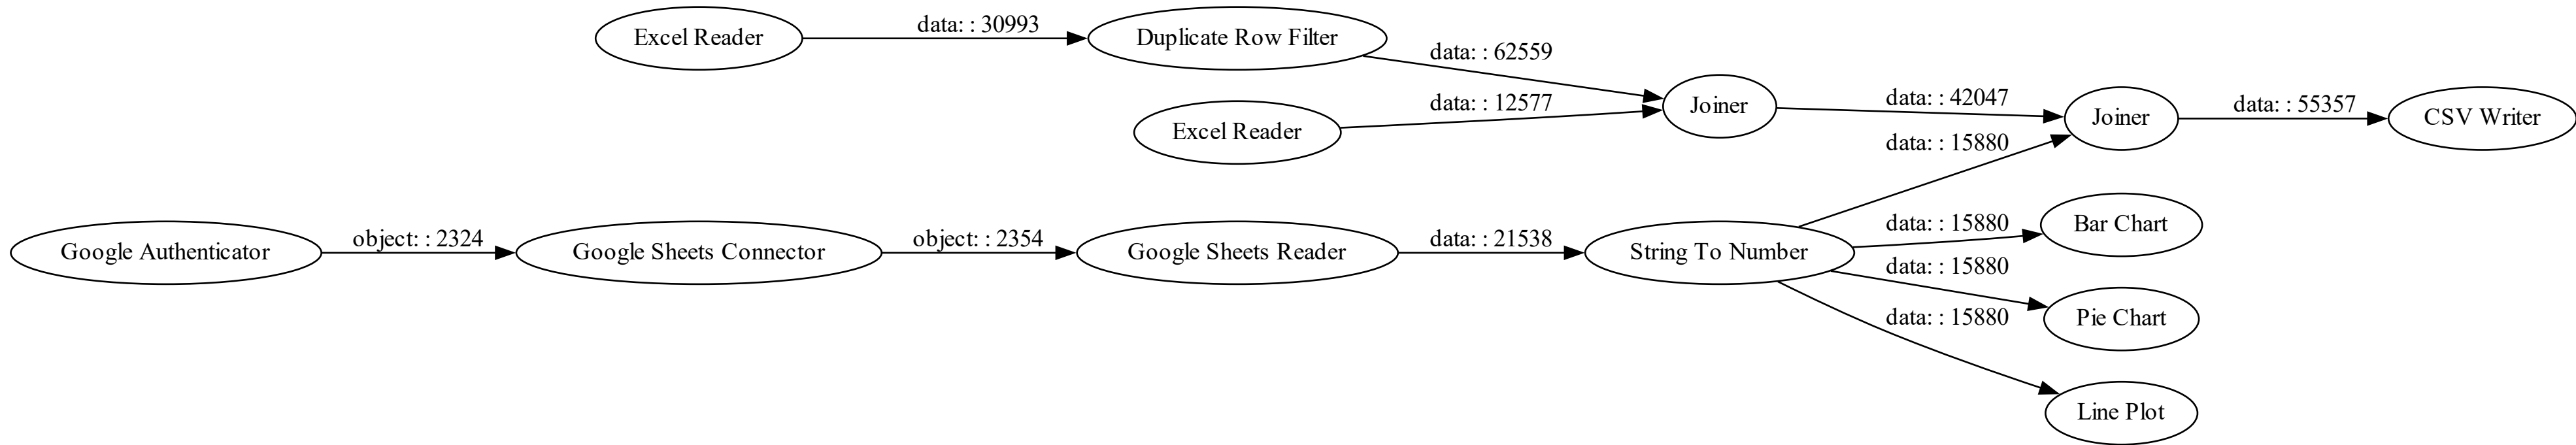 Excel Reader
data: : 30993
Duplicate Row Filter
data: : 62559
Excel Reader
data: : 12577
Joiner
data: : 42047
Joiner
data: : 55357
CSV Writer
data: : 15880
Google Authenticator
object: : 2324
Google Sheets Connector
object: : 2354
Google Sheets Reader
data: : 21538
String To Number
data: : 15880
Bar Chart
data: : 15880
Pie Chart
data: : 15880
Line Plot